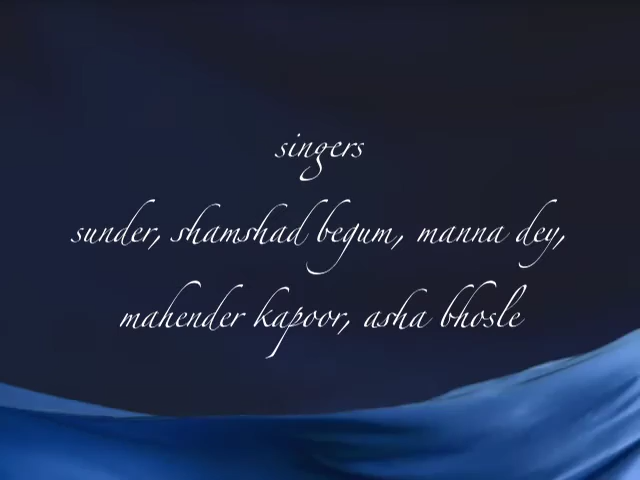 singers
sunder, shamshad begum, manna dey,
mahender kapoor, asha bhosle